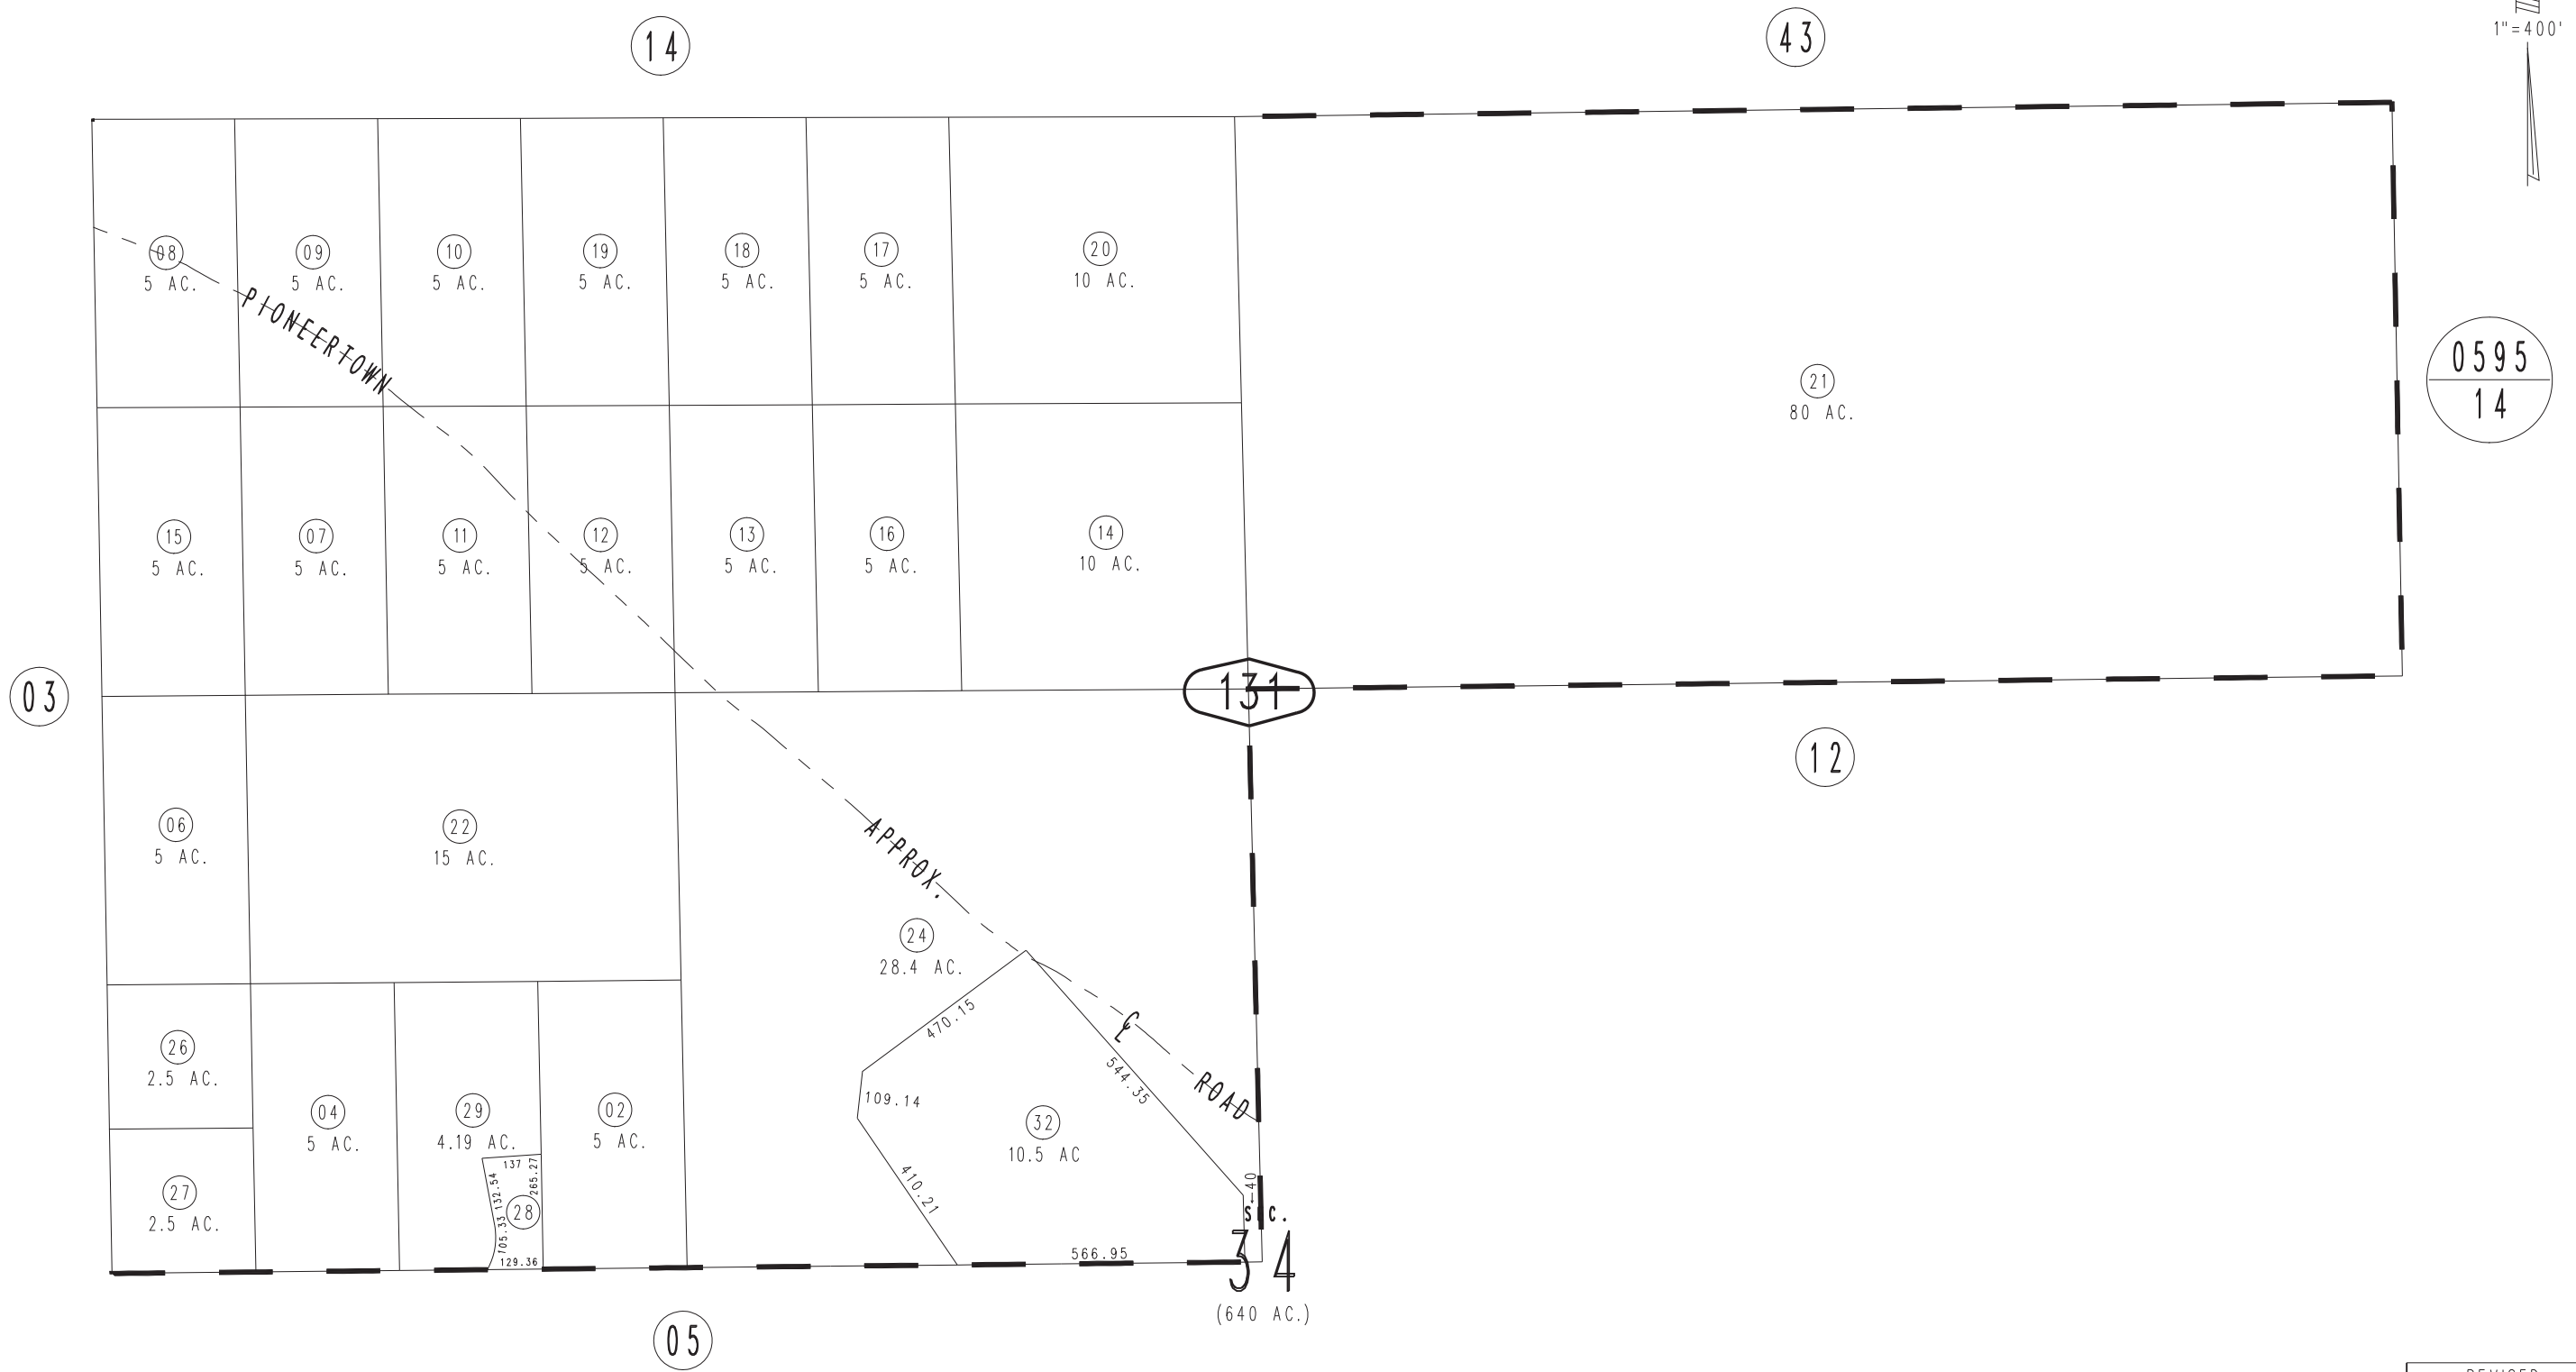 14
43
1"=400'
08
5 AC.
09
5 AC.
10
5 AC.
19
5 AC.
18
5 AC.
17
5 AC.
20
10 AC.
PIONEERTOWN
21
80 AC.
0595
14
15
5 AC.
07
5 AC.
11
5 AC.
12
5 AC.
13
5 AC.
16
5 AC.
14
10 AC.
03
131
12
06
5 AC.
22
15 AC.
APPROX.
24
28.4 AC.
℄
ROAD
470.15
544.35
109.14
410.21
32
10.5 AC
26
2.5 AC.
04
5 AC.
29
4.19 AC.
02
5 AC.
27
2.5 AC.
137
132.54
265.27
28
105.33
129.36
566.95
←40
34
(640 AC.)
05